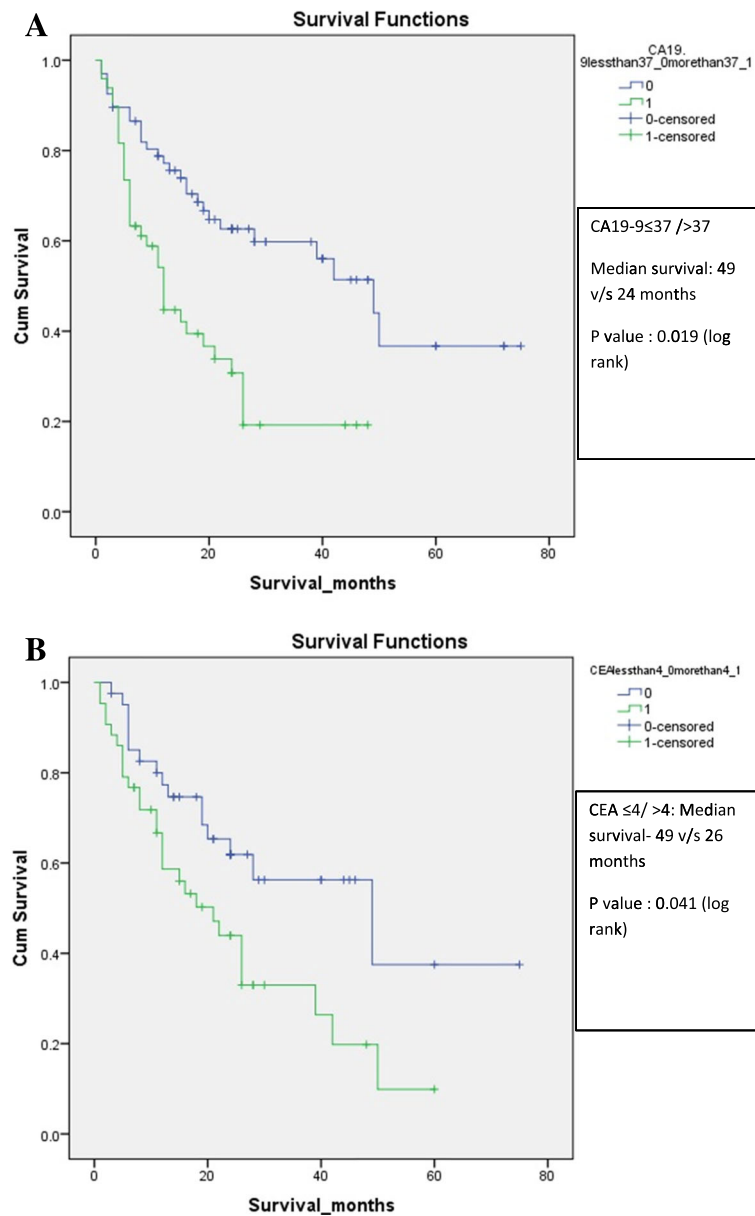 A
Survival Functions
CA19.
9lessthan37_0morethan37_1
0
1
0-censored
1-censored
1.0
0.8
0.6
0.4
0.2
0.0
Cum Survival
0 20 40 60 80
Survival_months
CA19-9≤37 />37
Median survival: 49
v/s 24 months
P value : 0.019 (log
rank)
B
Survival Functions
CEAlessthan4_0morethan4_1
0
1
0-censored
1-censored
1.0
0.8
0.6
0.4
0.2
0.0
Cum Survival
0 20 40 60 80
Survival_months
CEA ≤4/ >4: Median
survival- 49 v/s 26
months
P value : 0.041 (log
rank)